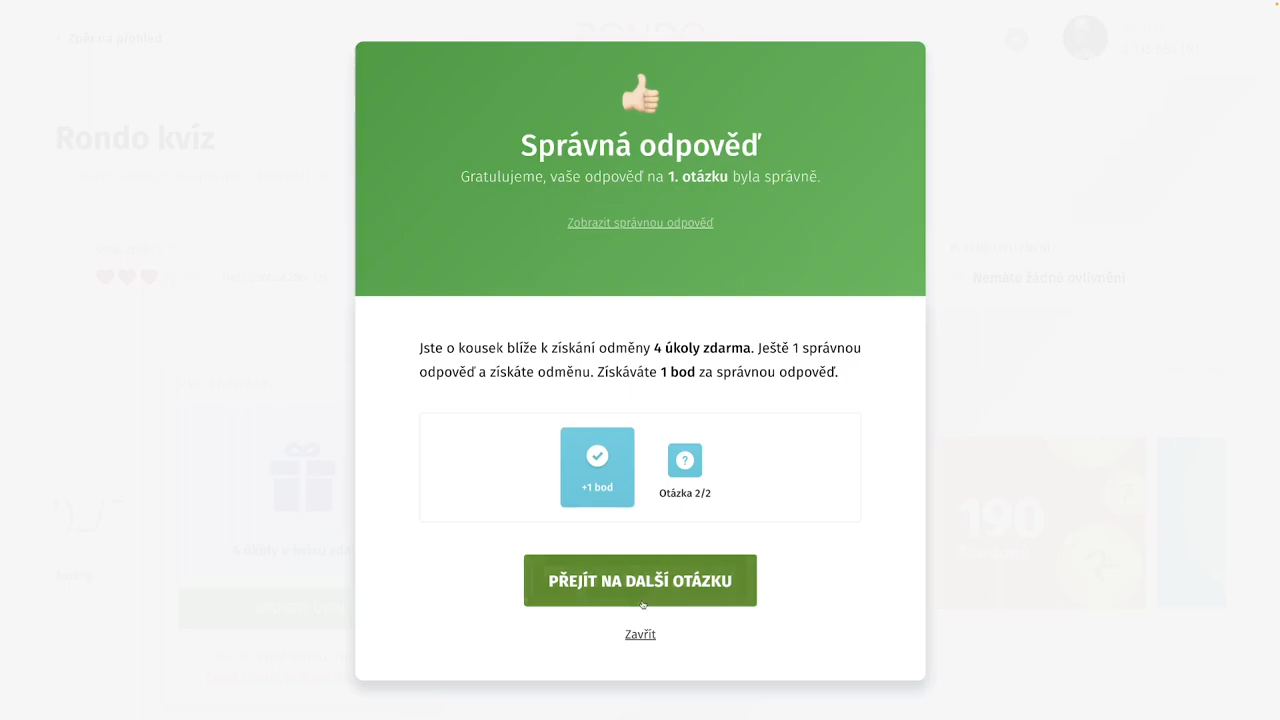 Zpět na přehled
Rondo kvíz
Správná odpověď
Gratulujeme, vaše odpověď na 1. otázku byla správně.
Zobrazit správnou odpověď
Nemáte žádné ovlivnění
Jste o kousek blíže k získání odměny 4 úkoly zdarma. Ještě 1 správnou
odpověď a získáte odměnu. Získáváte 1 bod za správnou odpověď.
+1 bod
?
Otázka 2/2
190
PŘEJÍT NA DALŠÍ OTÁZKU
Zavřít